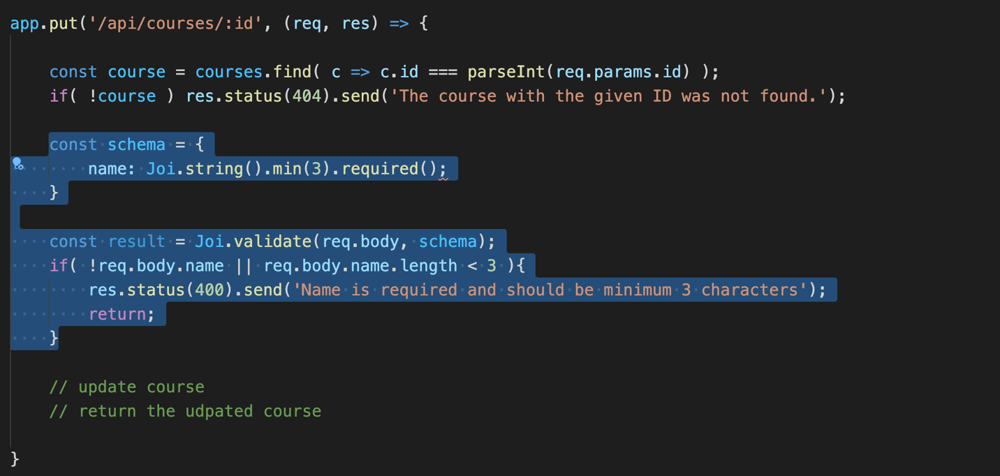 app.put('/api/courses/:id', (req, res) => {
const course = courses.find( c => c.id === parseInt(req.params.id) );
if( !course ) res.status(404).send('The course with the given ID was not found.');
const schema = {
name: Joi.string().min(3).required();
}
const result = Joi.validate(req.body, schema);
if( !req.body.name || req.body.name.length < 3 ){
res.status(400).send('Name is required and should be minimum 3 characters');
return;
}
// update course
// return the udpated course
}